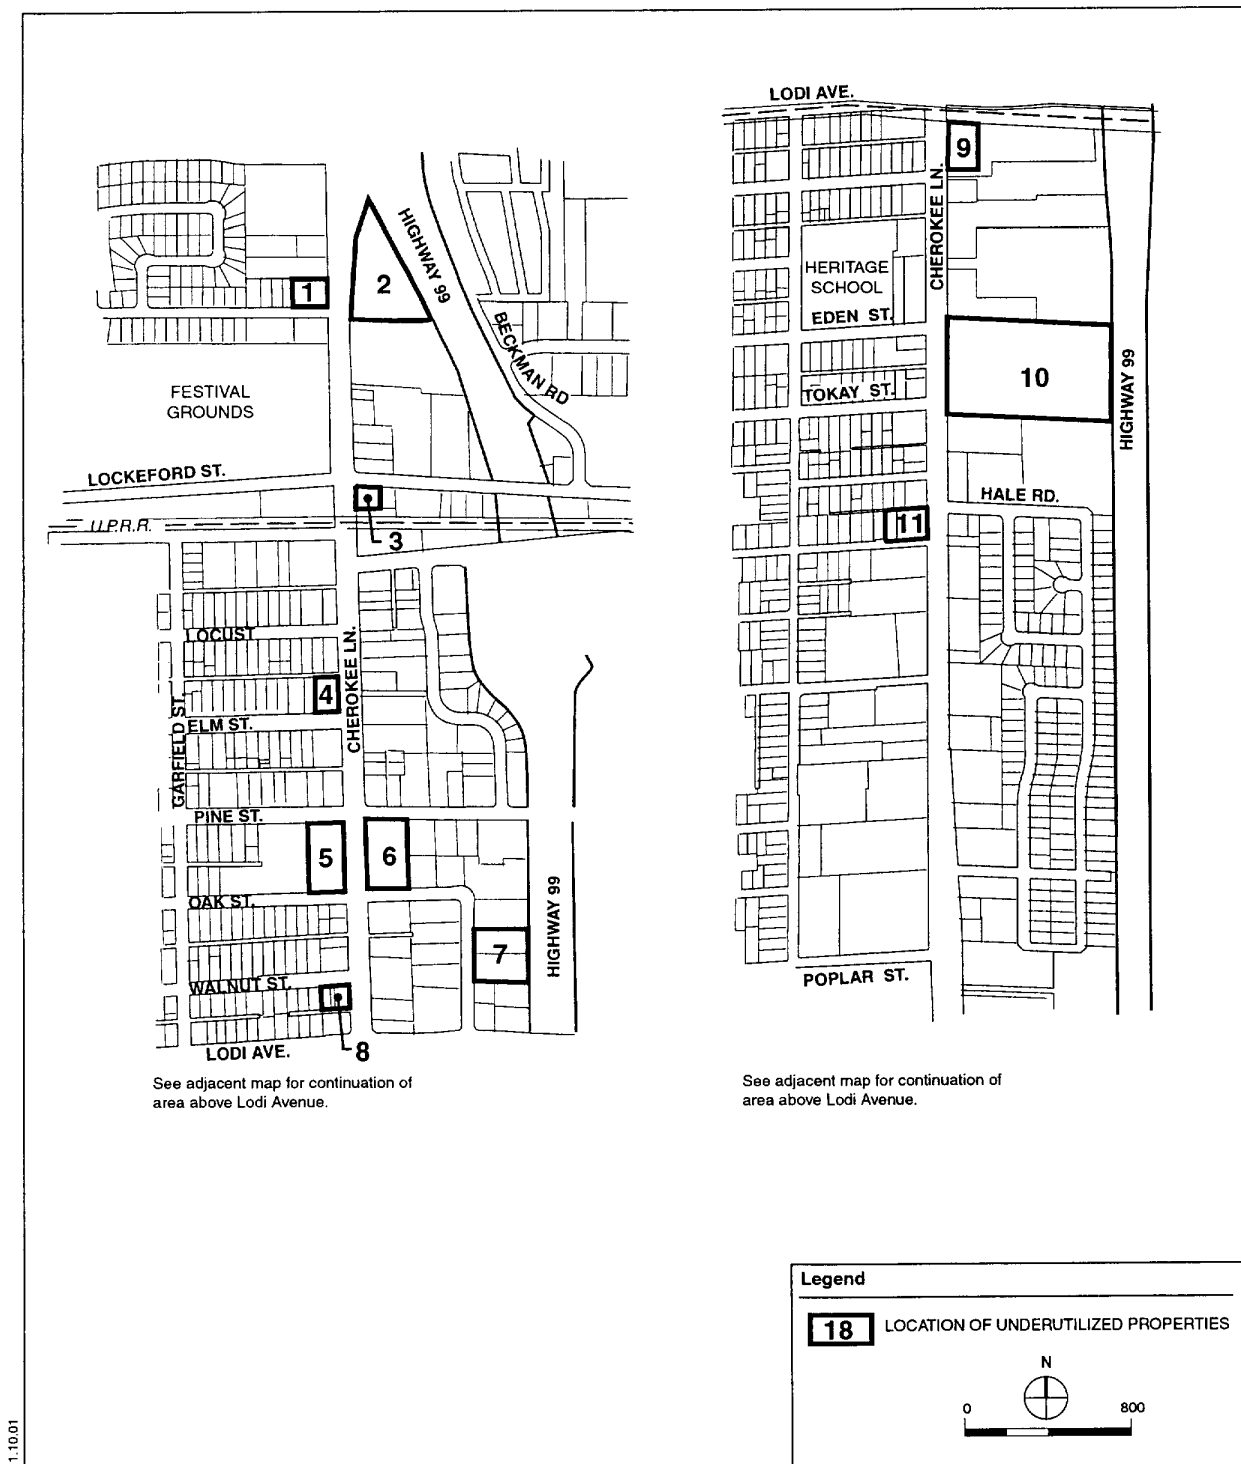 LODI AVE.
9
CHEROKEE LN.
HIGHWAY 99
1
2
HERITAGE
SCHOOL
EDEN ST.
BECKMAN RD
10
HIGHWAY 99
FESTIVAL
GROUNDS
TOKAY ST.
LOCKEFORD ST.
HALE RD.
U.P.R.R.
3
11
LOCUST
CHEROKEE LN.
4
GARFIELD ST.
ELM ST.
PINE ST.
5
6
OAK ST.
HIGHWAY 99
7
WALNUT ST.
POPLAR ST.
LODI AVE.
8
See adjacent map for continuation of
area above Lodi Avenue.
See adjacent map for continuation of
area above Lodi Avenue.
Legend
18 LOCATION OF UNDERUTILIZED PROPERTIES
N
0 800
1.10.01